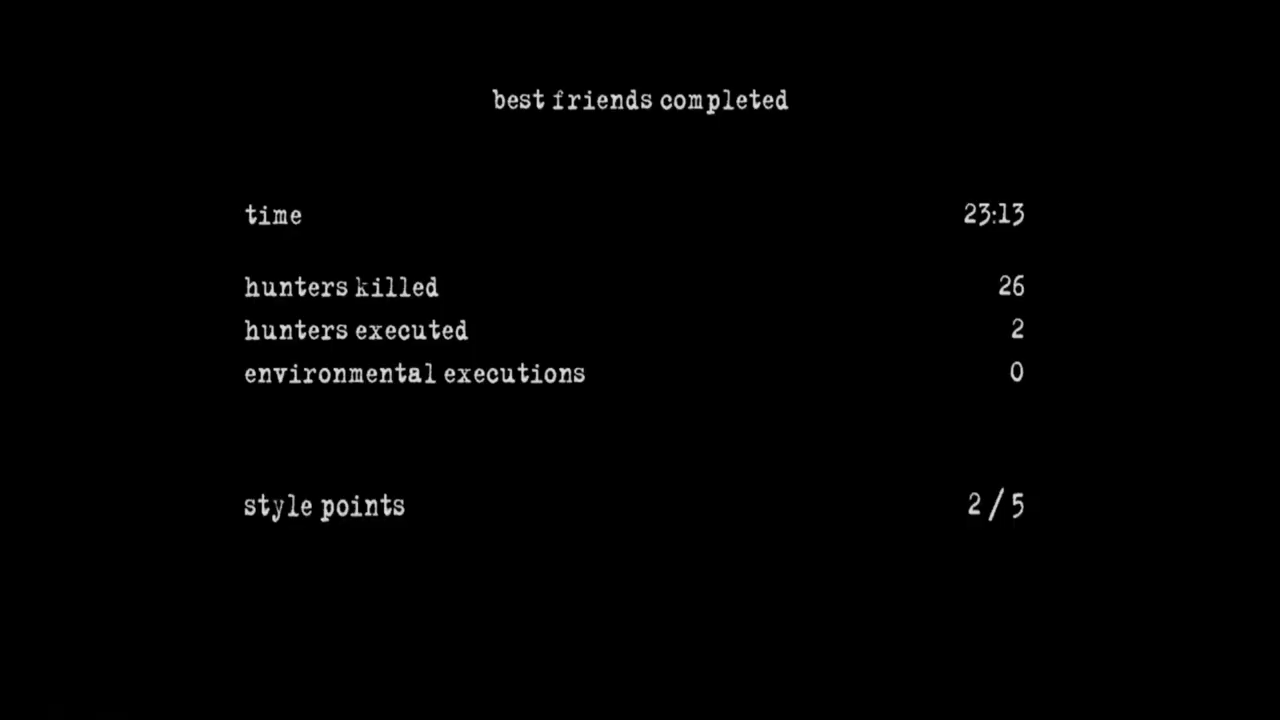 best friends completed
time 23:13
hunters killed 26
hunters executed 2
environmental executions 0
style points 2 / 5